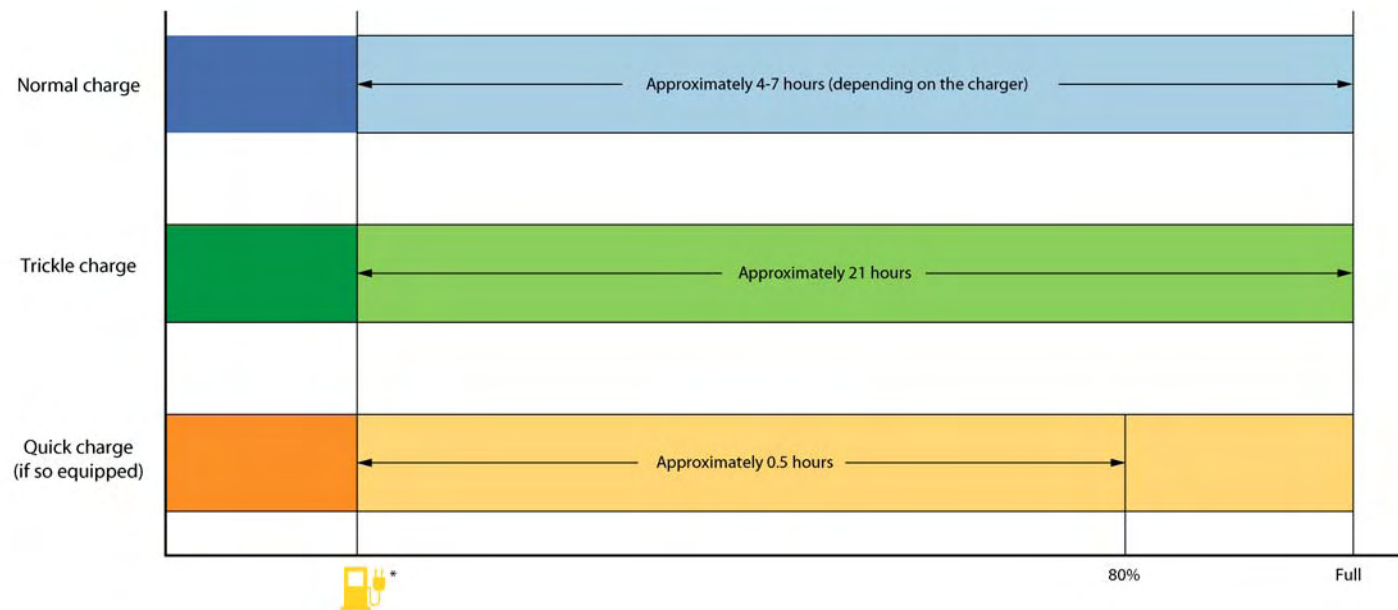 Normal charge
Approximately 4-7 hours (depending on the charger)
Trickle charge
Approximately 21 hours
Quick charge
(if so equipped)
Approximately 0.5 hours
*
80%
Full